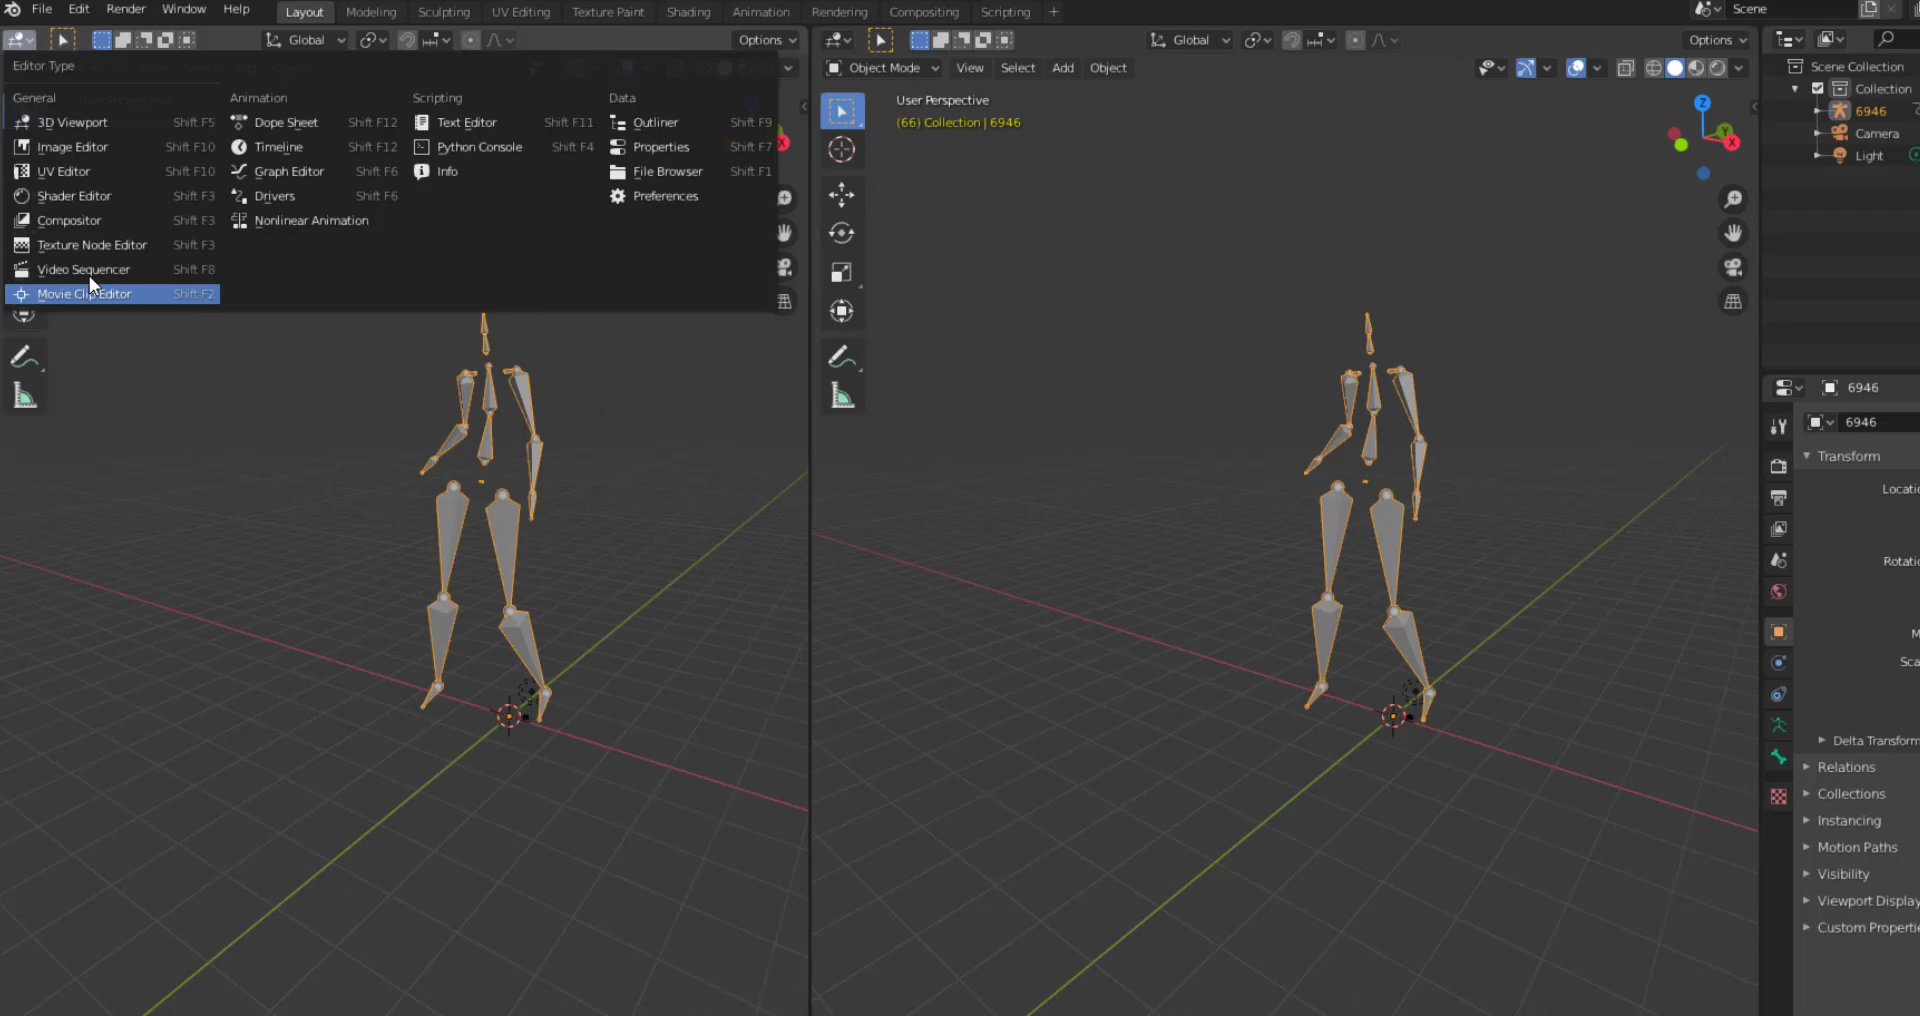 File Edit Render Window Help Layout Modeling Sculpting UV Editing Texture Paint Shading Animation Rendering Compositing Scripting + Scene
Global Options Global Options
Editor Type
Object Mode View Select Add Object
General Animation Scripting Data
3D Viewport Shift F5 Dope Sheet Shift F12 Text Editor Shift F11 Outliner Shift F9
Image Editor Shift F10 Timeline Shift F12 Python Console Shift F4 Properties Shift F7
UV Editor Shift F10 Graph Editor Shift F6 Info File Browser Shift F1
Shader Editor Shift F3 Drivers Shift F6 Preferences
Compositor Shift F3 Nonlinear Animation
Texture Node Editor Shift F3
Video Sequencer Shift F8
Movie Clip Editor Shift F2
User Perspective
(66) Collection | 6946
Z
Y
X
X
Scene Collection
Collection
6946
Camera
Light
6946
6946
Transform
Locatio
Rotatio
M
Sca
Delta Transform
Relations
Collections
Instancing
Motion Paths
Visibility
Viewport Display
Custom Propertie